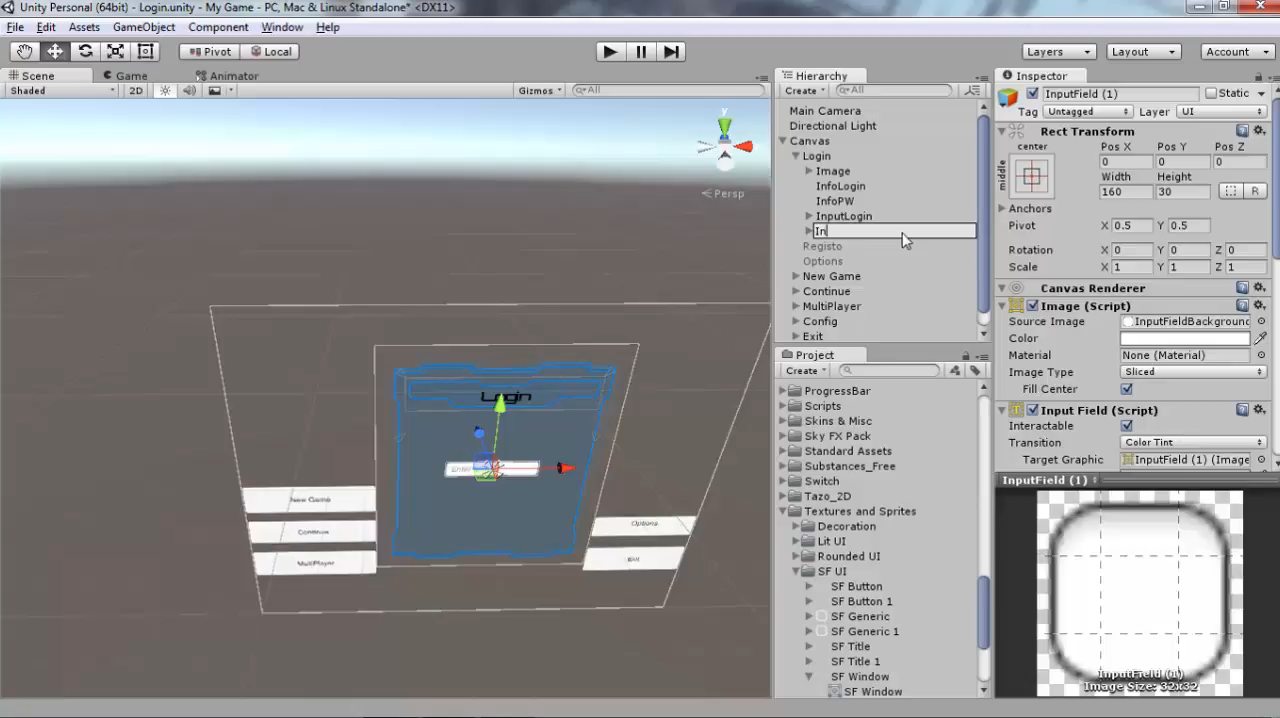 Unity Personal (64bit) - Login.unity - My Game - PC, Mac & Linux Standalone* <DX11>
File Edit Assets GameObject Component Window Help
Pivot Local Layers Layout Account
Scene Game Animator
Shaded 2D Gizmos All
y
Persp
Login
New Game
Continue
MultiPlayer
Options
Exit
Hierarchy
Create All
Main Camera
Directional Light
Canvas
Login
Image
InfoLogin
InfoPW
InputLogin
In
Registo
Options
New Game
Continue
MultiPlayer
Config
Exit
Project
Create
ProgressBar
Scripts
Skins & Misc
Sky FX Pack
Standard Assets
Substances_Free
Switch
Tazo_2D
Textures and Sprites
Decoration
Lit UI
Rounded UI
SF UI
SF Button
SF Button 1
SF Generic
SF Generic 1
SF Title
SF Title 1
SF Window
SF Window
Inspector
InputField (1) Static
Tag Untagged Layer UI
Rect Transform
center Pos X Pos Y Pos Z
middle 0 0 0
Width Height
160 30 R
Anchors
Pivot X 0.5 Y 0.5
Rotation X 0 Y 0 Z 0
Scale X 1 Y 1 Z 1
Canvas Renderer
Image (Script)
Source Image InputFieldBackground
Color
Material None (Material)
Image Type Sliced
Fill Center
Input Field (Script)
Interactable
Transition Color Tint
Target Graphic InputField (1) (Image
InputField (1)
InputField (1)
Image Size: 32x32